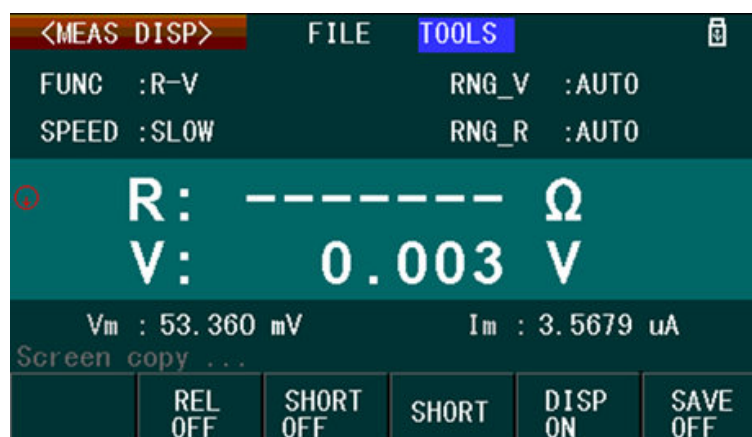 <MEAS DISP> FILE TOOLS
FUNC :R-V RNG_V :AUTO
SPEED :SLOW RNG_R :AUTO
R: ------- Ω
V: 0.003 V
Vm : 53.360 mV Im : 3.5679 uA
Screen copy ...
REL OFF SHORT OFF SHORT DISP ON SAVE OFF